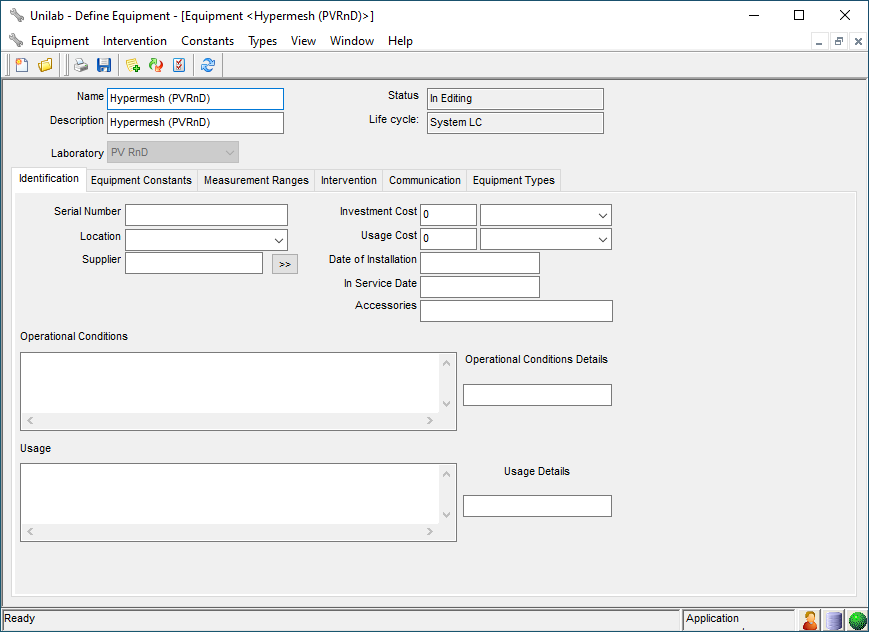 Unilab - Define Equipment - [Equipment <Hypermesh (PVRnD)>]
Equipment Intervention Constants Types View Window Help
Name Hypermesh (PVRnD) Status In Editing
Description Hypermesh (PVRnD) Life cycle: System LC
Laboratory PV RnD
Identification Equipment Constants Measurement Ranges Intervention Communication Equipment Types
Serial Number Investment Cost 0
Location Usage Cost 0
Supplier >> Date of Installation
In Service Date
Accessories
Operational Conditions
Operational Conditions Details
Usage
Usage Details
Ready Application